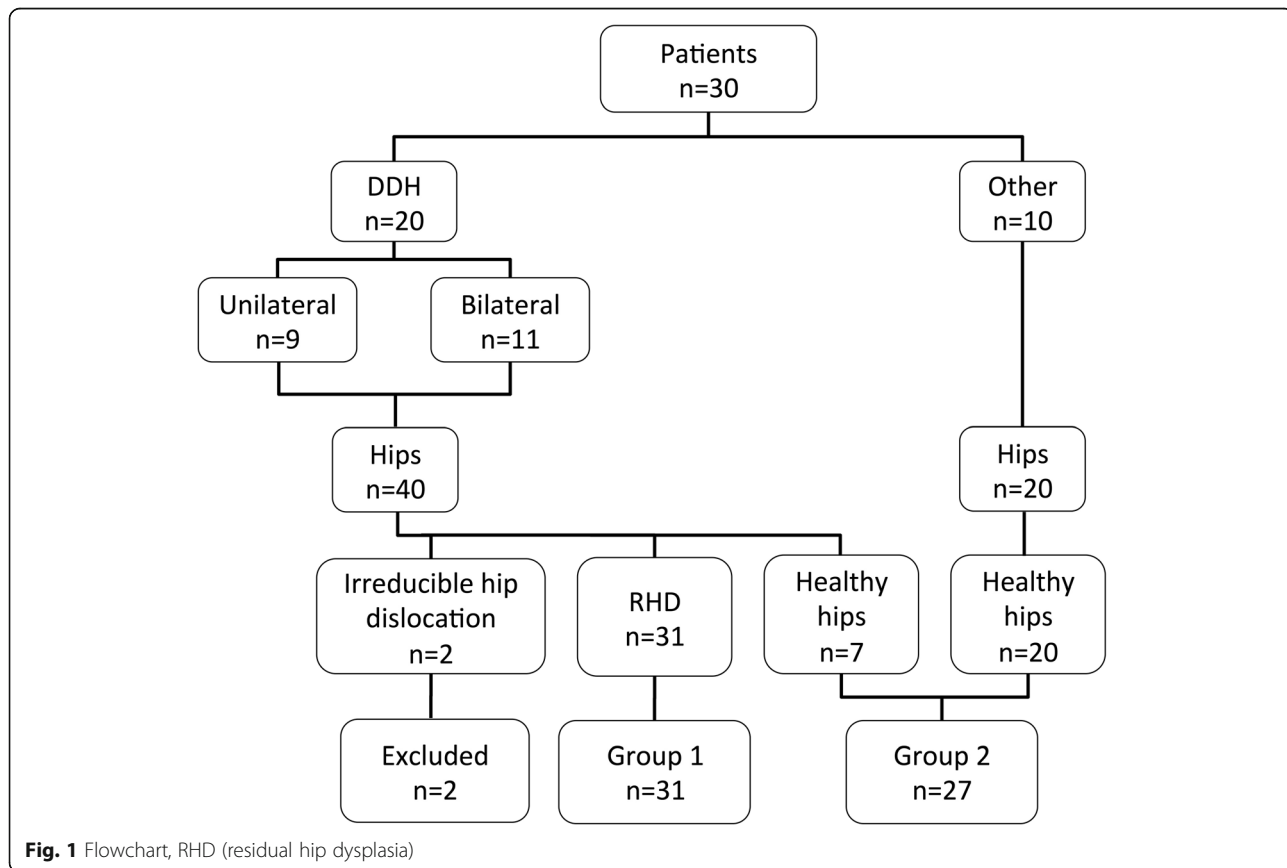 Patients
n=30
DDH
n=20
Other
n=10
Unilateral
n=9
Bilateral
n=11
Hips
n=40
Hips
n=20
Irreducible hip
dislocation
n=2
RHD
n=31
Healthy
hips
n=7
Healthy
hips
n=20
Excluded
n=2
Group 1
n=31
Group 2
n=27
Fig. 1 Flowchart, RHD (residual hip dysplasia)